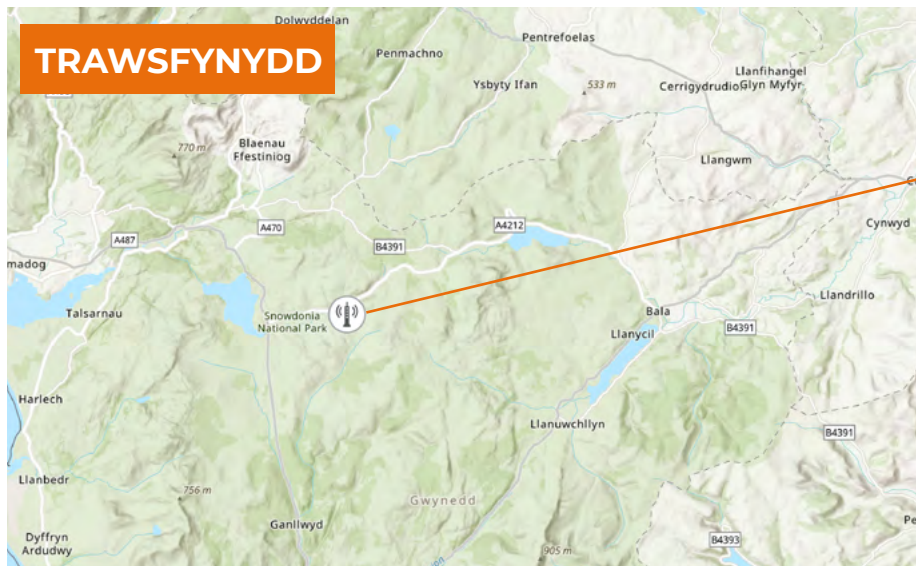 Dolwyddelan
TRAWSFYNYDD
Pentrefoelas
Penmachno
Llanfihangel
Glyn Myfyr
Ysbyty Ifan
533 m
Cerrigydrudio
Blaenau
Ffestiniog
770 m
Llangwm
A470
A4212
Cynwyd
A487
B4391
madog
Llandrillo
Talsarnau
Snowdonia
National Park
Bala
B4391
Llanycil
Harlech
Llanuwchllyn
B4391
Llanbedr
756 m
Gwynedd
Ganllwyd
Dyffryn
Ardudwy
B4393
905 m